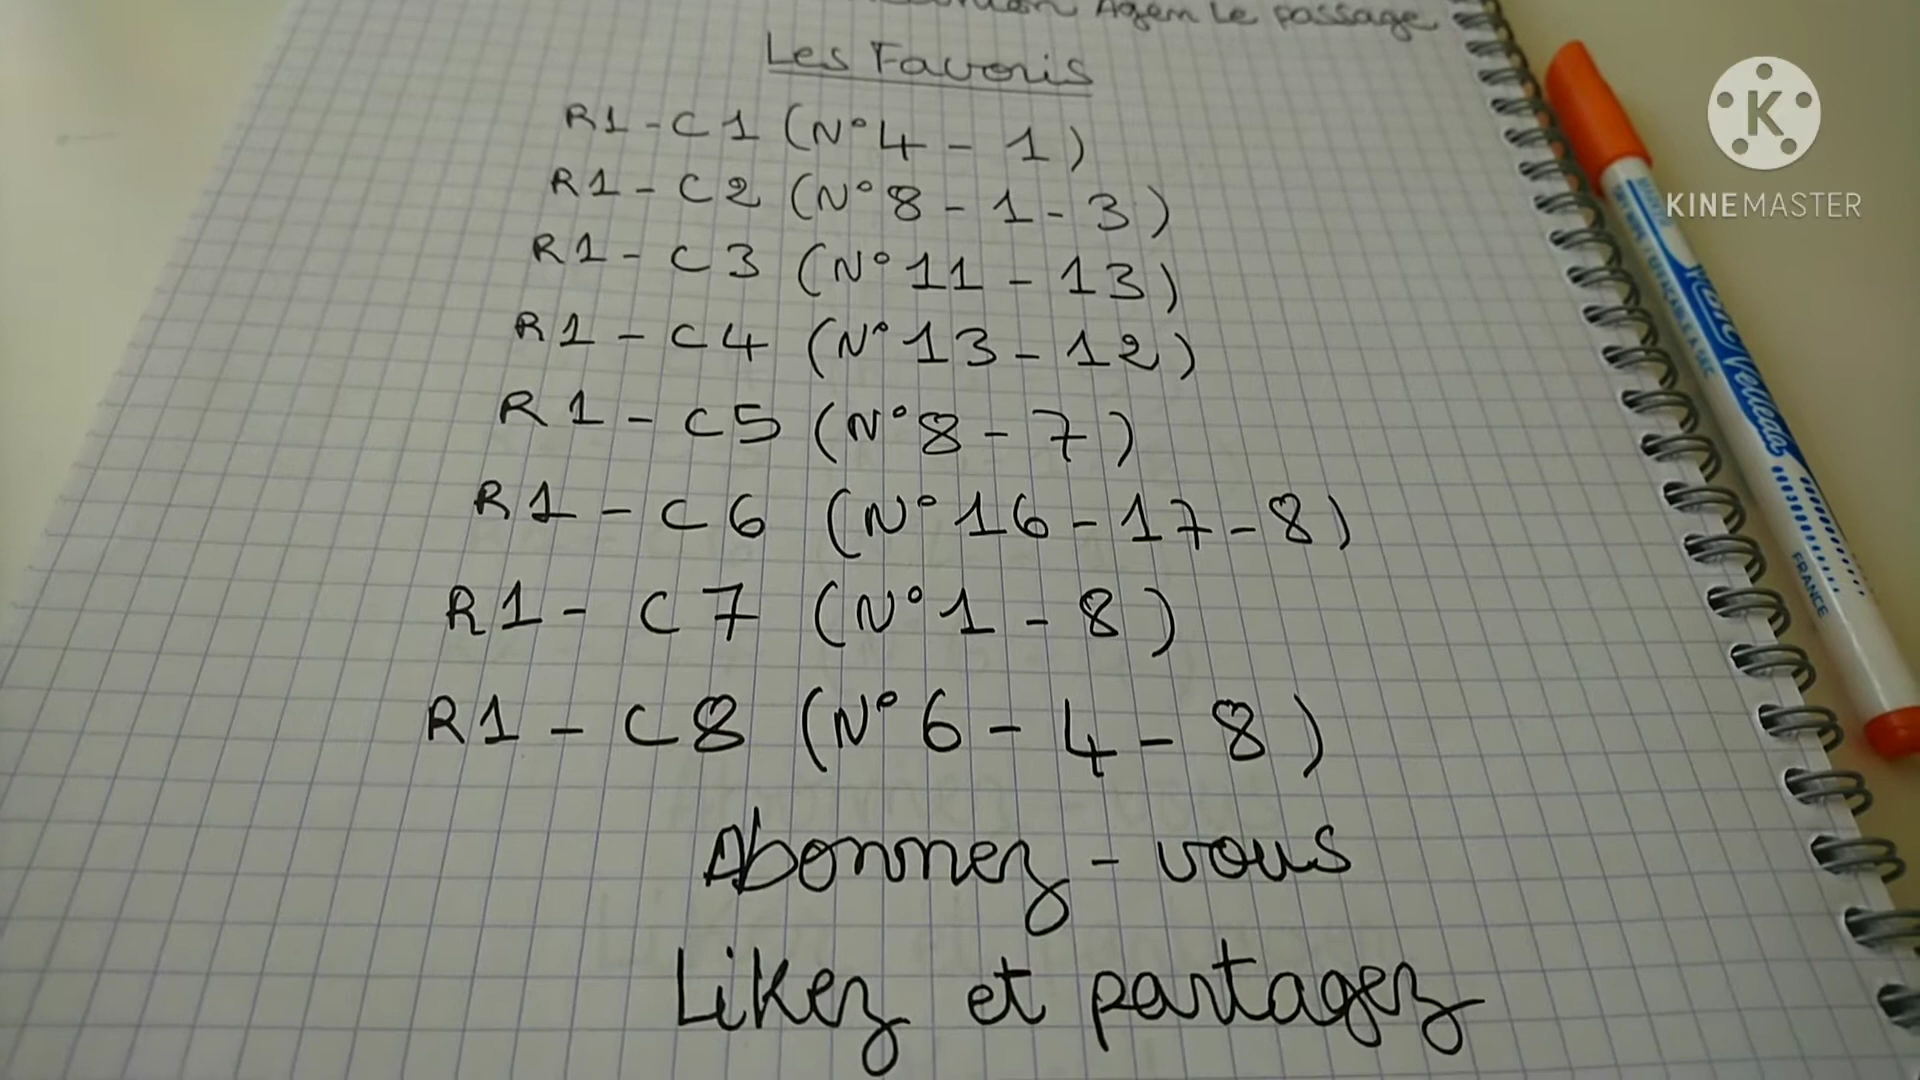 Agen Le passage
Les Favoris
R1 - C1 (N°4 - 1)
R1 - C2 (N°8 - 1 - 3)
R1 - C3 (N°11 - 13)
R1 - C4 (N°13 - 12)
R1 - C5 (N°8 - 7)
R1 - C6 (N°16 - 17 - 8)
R1 - C7 (N°1 - 8)
R1 - C8 (N°6 - 4 - 8)
Abonnez - vous
Likez et partagez
K
KINEMASTER
Velleda
FRANCE